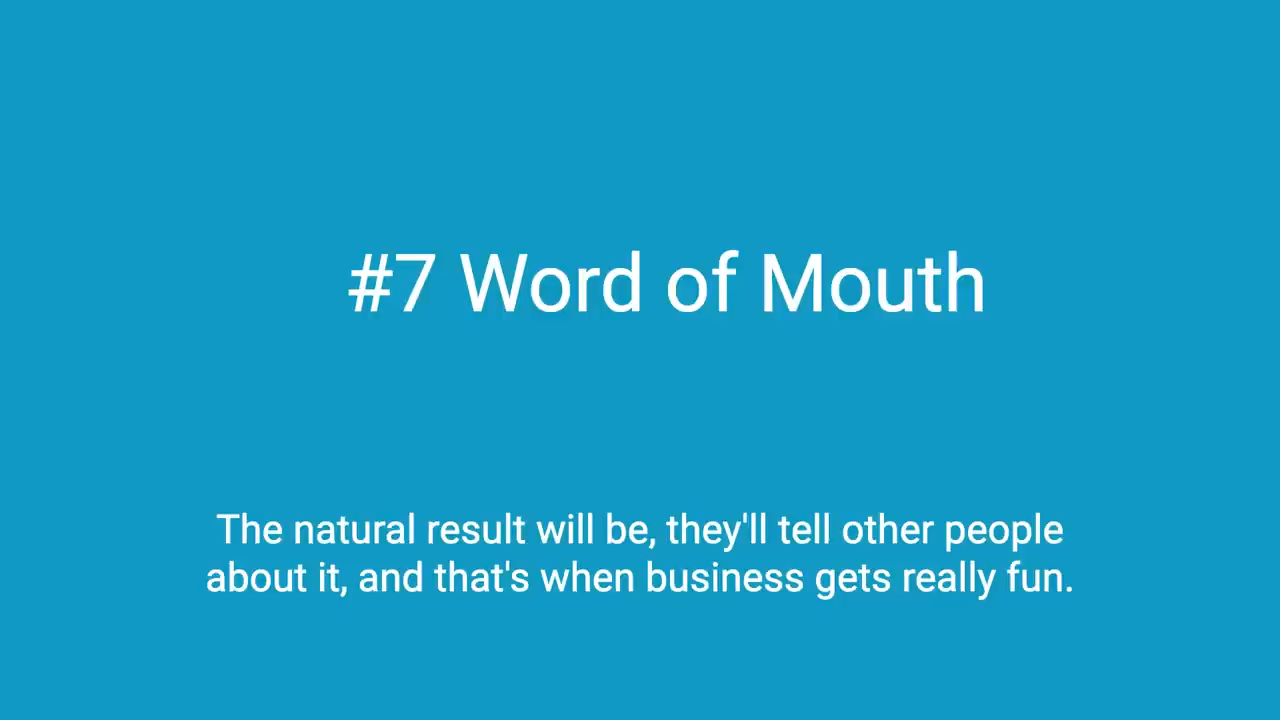 #7 Word of Mouth
The natural result will be, they'll tell other people
about it, and that's when business gets really fun.